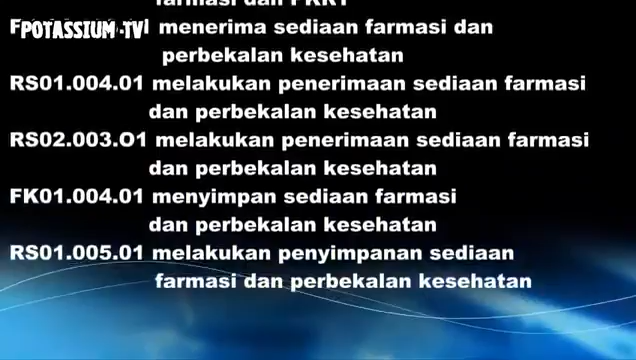 farmasi dan PKRT
POTASSIUM TV menerima sediaan farmasi dan
perbekalan kesehatan
RS01.004.01 melakukan penerimaan sediaan farmasi
dan perbekalan kesehatan
RS02.003.O1 melakukan penerimaan sediaan farmasi
dan perbekalan kesehatan
FK01.004.01 menyimpan sediaan farmasi
dan perbekalan kesehatan
RS01.005.01 melakukan penyimpanan sediaan
farmasi dan perbekalan kesehatan